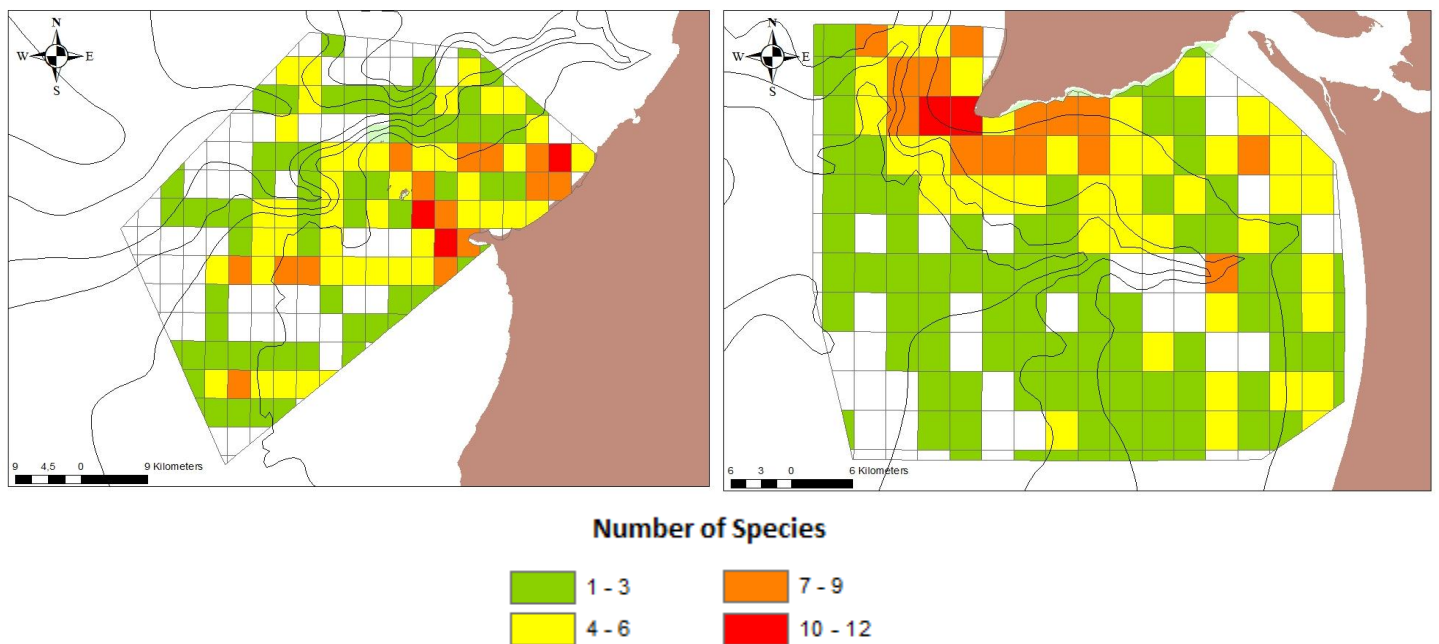 N
W E
S
9 4,5 0 9 Kilometers
N
W E
S
6 3 0 6 Kilometers
Number of Species
1 - 3 7 - 9
4 - 6 10 - 12